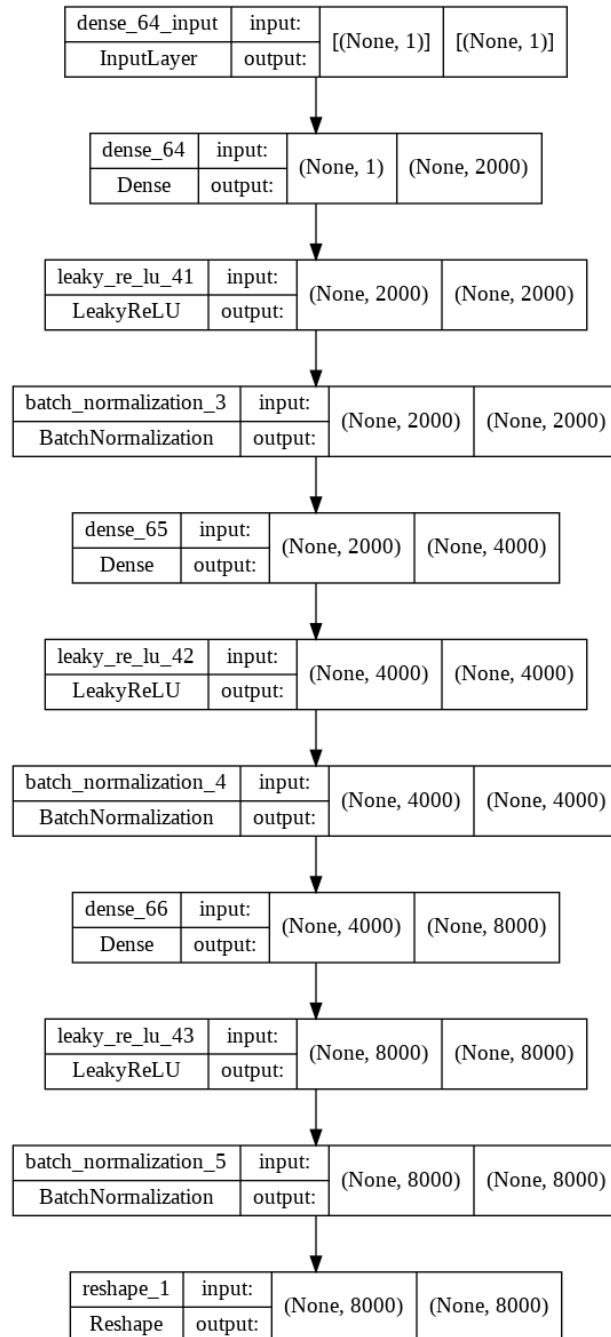 dense_64_input input: [(None, 1)] [(None, 1)]
InputLayer output:
dense_64 input: (None, 1) (None, 2000)
Dense output:
leaky_re_lu_41 input: (None, 2000) (None, 2000)
LeakyReLU output:
batch_normalization_3 input: (None, 2000) (None, 2000)
BatchNormalization output:
dense_65 input: (None, 2000) (None, 4000)
Dense output:
leaky_re_lu_42 input: (None, 4000) (None, 4000)
LeakyReLU output:
batch_normalization_4 input: (None, 4000) (None, 4000)
BatchNormalization output:
dense_66 input: (None, 4000) (None, 8000)
Dense output:
leaky_re_lu_43 input: (None, 8000) (None, 8000)
LeakyReLU output:
batch_normalization_5 input: (None, 8000) (None, 8000)
BatchNormalization output:
reshape_1 input: (None, 8000) (None, 8000)
Reshape output: